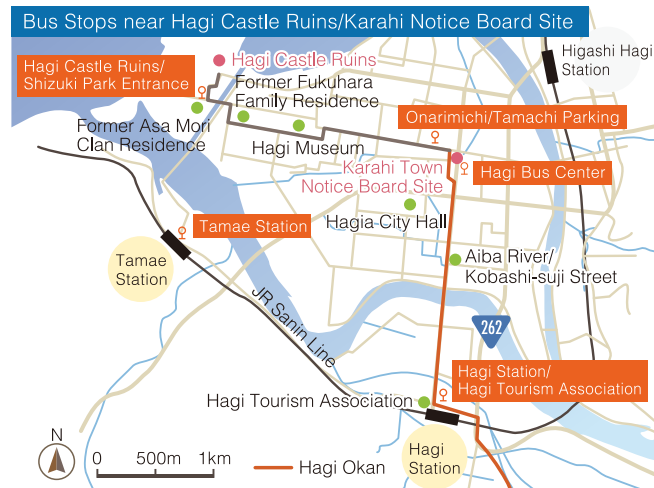 Bus Stops near Hagi Castle Ruins/Karahi Notice Board Site
Hagi Castle Ruins/
Shizuki Park Entrance
Hagi Castle Ruins
Higashi Hagi
Station
Former Fukuhara
Family Residence
Former Asa Mori
Clan Residence
Hagi Museum
Onarimichi/Tamachi Parking
Karahi Town
Notice Board Site
Hagi Bus Center
Hagia City Hall
Tamae Station
Tamae
Station
Aiba River/
Kobashi-suji Street
JR Sanin Line
262
Hagi Station/
Hagi Tourism Association
Hagi Tourism Association
Hagi
Station
N
0 500m 1km
Hagi Okan